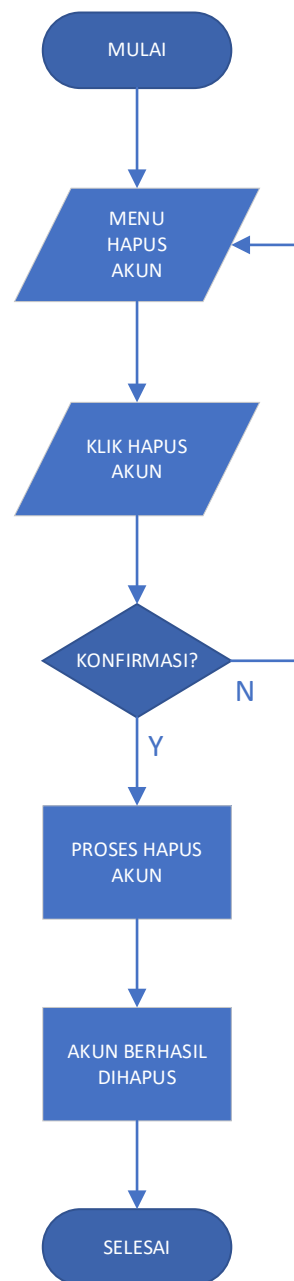 MULAI
MENU
HAPUS
AKUN
KLIK HAPUS
AKUN
KONFIRMASI?
N
Y
PROSES HAPUS
AKUN
AKUN BERHASIL
DIHAPUS
SELESAI